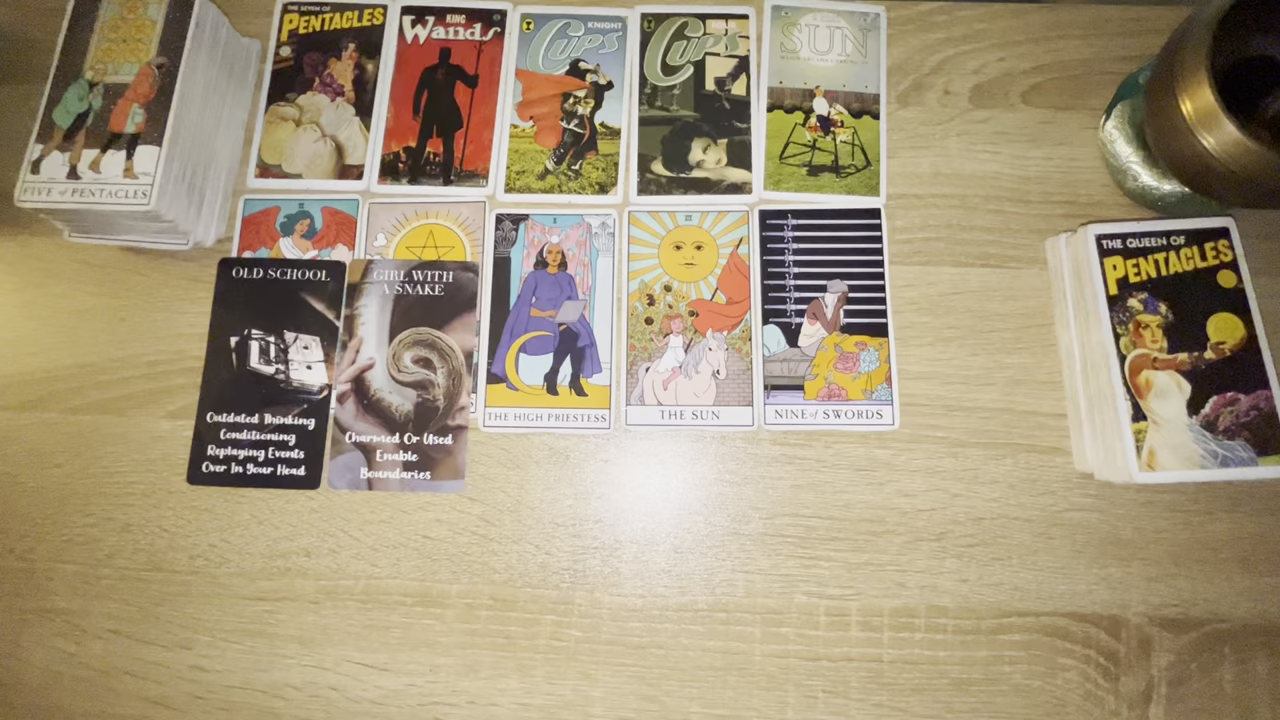 FIVE of PENTACLES
THE SEVEN OF
PENTACLES
KING
Wands
KNIGHT
CUPS
CUPS
SUN
OLD SCHOOL
Outdated Thinking
Conditioning
Replaying Events
Over In Your Head
GIRL WITH
A SNAKE
Charmed Or Used
Enable
Boundaries
THE HIGH PRIESTESS
THE SUN
NINE of SWORDS
THE QUEEN OF
PENTACLES